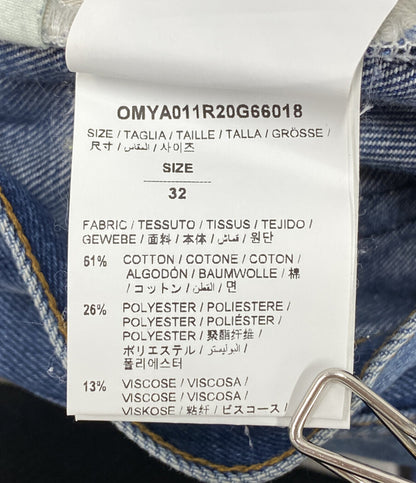 OMYA011R20G66018
SIZE / TAGLIA / TAILLE / TALLA / GRÖSSE /
尺寸 / المقاس / 사이즈
SIZE
32
FABRIC / TESSUTO / TISSUS / TEJIDO /
GEWEBE / 面料 / 本体 / قماش / 원단
61% COTTON / COTONE / COTON /
ALGODÓN / BAUMWOLLE / 棉
/ コットン / القطن / 면
26% POLYESTER / POLIESTERE /
POLYESTER / POLIÉSTER /
POLYESTER / 聚酯纤维 /
ポリエステル / البوليستر /
폴리에스터
13% VISCOSE / VISCOSA /
VISCOSE / VISCOSA /
VISKOSE / 粘纤 / ビスコース /